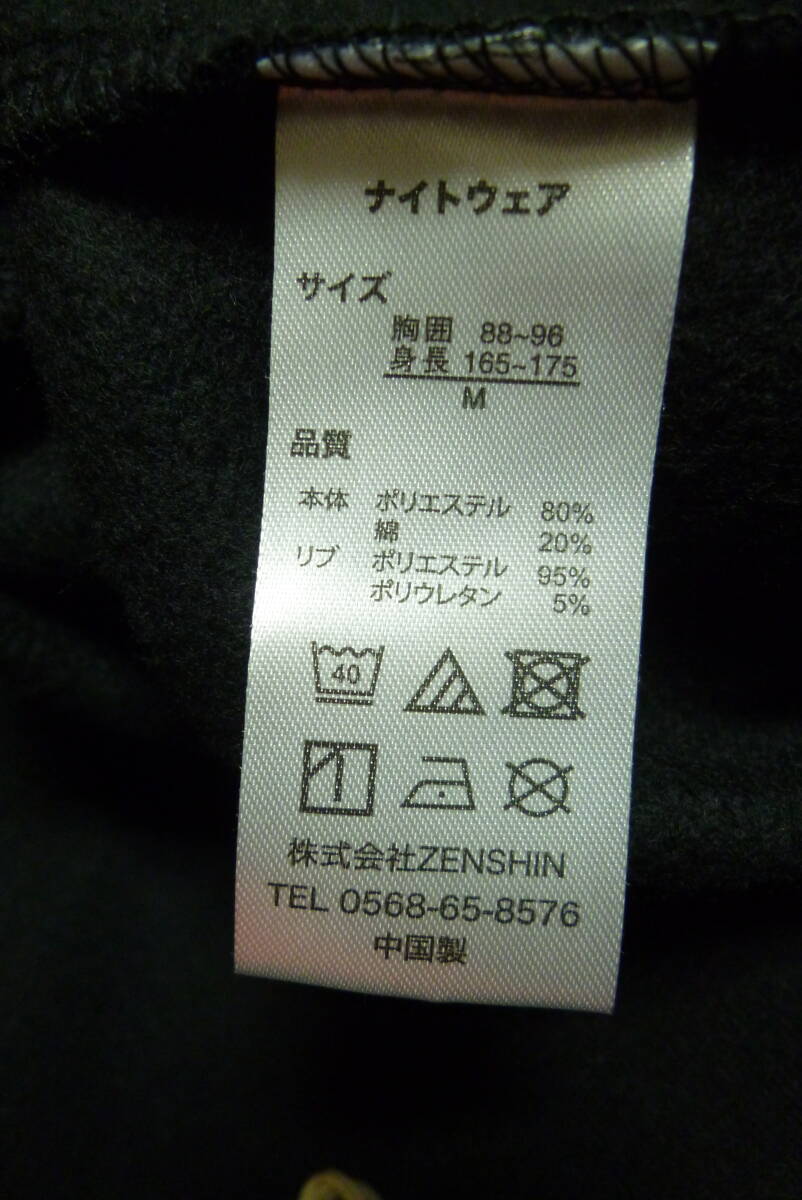 ナイトウェア
サイズ
胸囲 88~96
身長 165~175
M
品質
本体 ポリエステル 80%
綿 20%
リブ ポリエステル 95%
ポリウレタン 5%
40
株式会社ZENSHIN
TEL 0568-65-8576
中国製